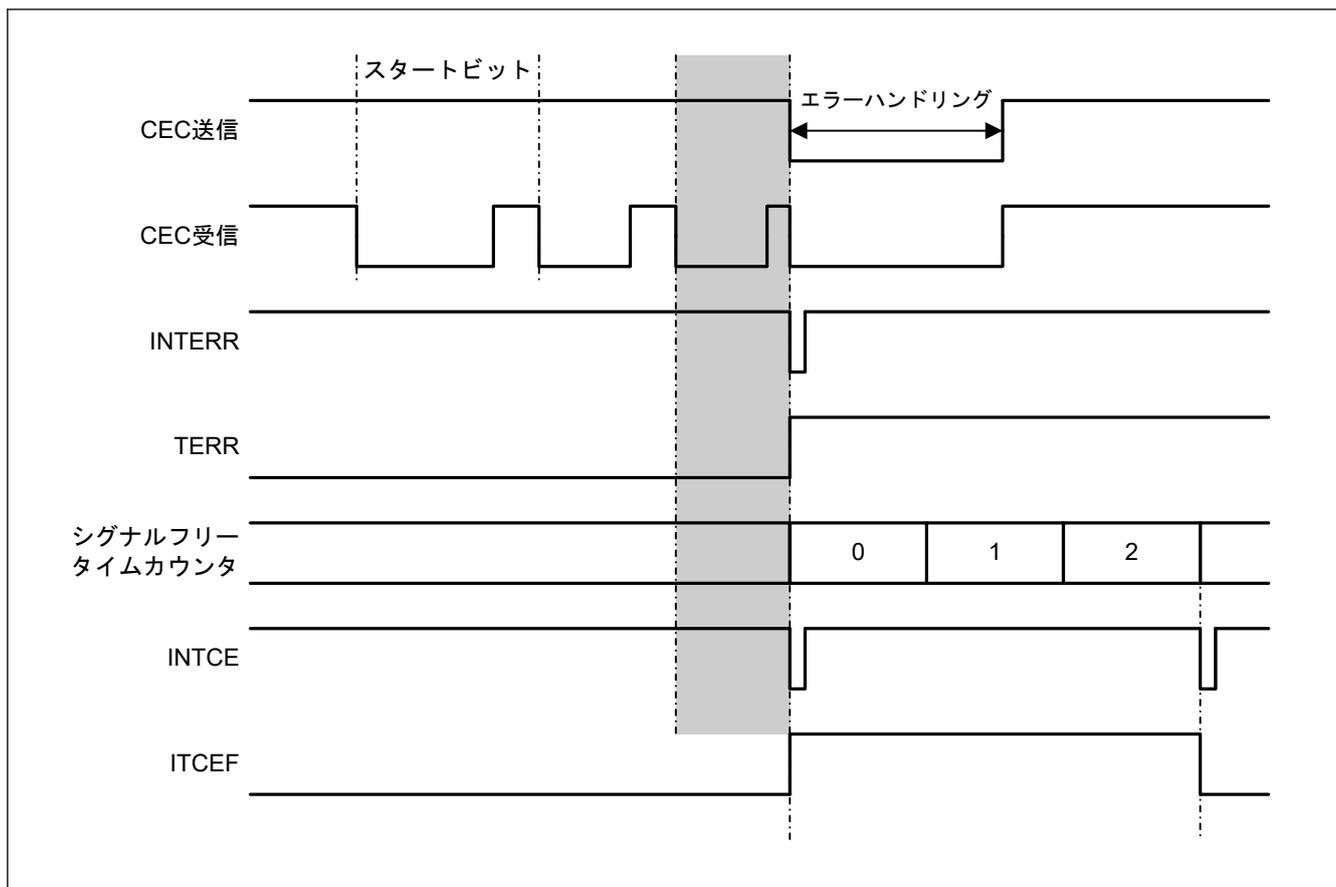 スタートビット
エラーハンドリング
CEC送信
CEC受信
INTERR
TERR
シグナルフリー
タイムカウンタ
0
1
2
INTCE
ITCEF